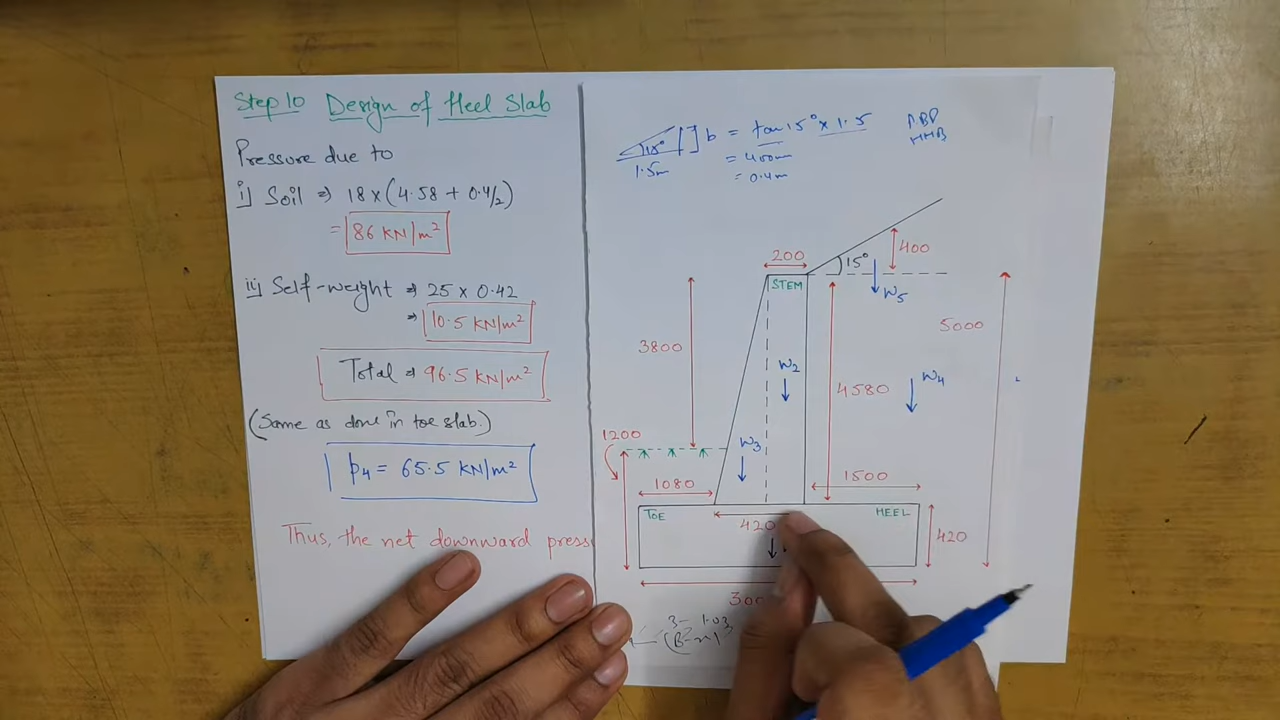 Step 10 Design of Heel Slab
Pressure due to
i] Soil ⇒ 18 x (4.58 + 0.4/2)
= 86 KN/m²
ii] Self-weight ⇒ 25 x 0.42
⇒ 10.5 KN/m²
Total ⇒ 96.5 KN/m²
(Same as done in toe slab.)
p4 = 65.5 KN/m²
Thus, the net downward press
15°
1.5m
b = tan 15° x 1.5
= 400mm
= 0.4m
200
15°
400
STEM
W5
5000
3800
W2
4580
W4
1200
W3
1080
1500
TOE
420
HEEL
420
300
3 - 1.03
(B-x)